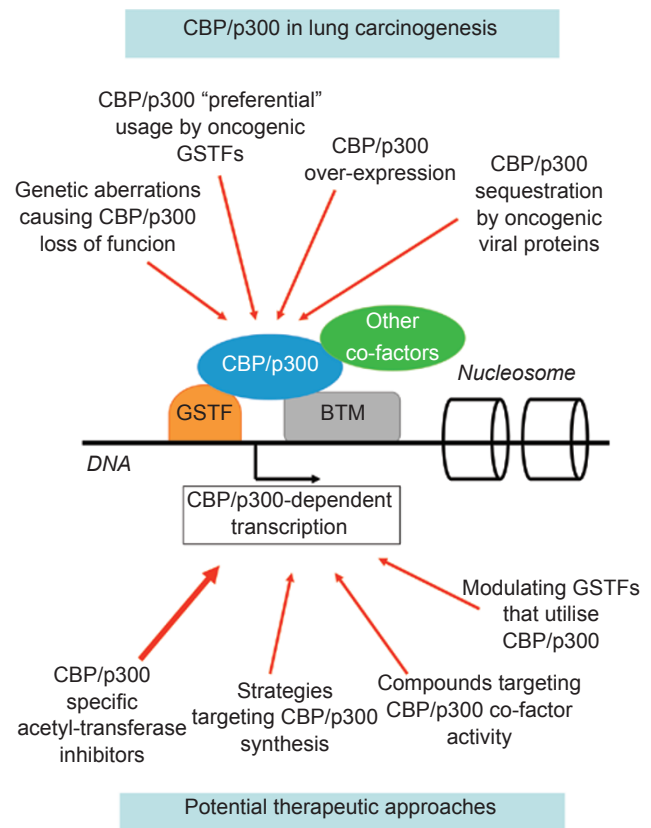 CBP/p300 in lung carcinogenesis
CBP/p300 “preferential”
usage by oncogenic
GSTFs
CBP/p300
over-expression
CBP/p300
sequestration
by oncogenic
viral proteins
Genetic aberrations
causing CBP/p300
loss of funcion
Other
co-factors
CBP/p300
Nucleosome
GSTF
BTM
DNA
CBP/p300-dependent
transcription
Modulating GSTFs
that utilise
CBP/p300
CBP/p300
specific
acetyl-transferase
inhibitors
Strategies
targeting CBP/p300
synthesis
Compounds targeting
CBP/p300 co-factor
activity
Potential therapeutic approaches